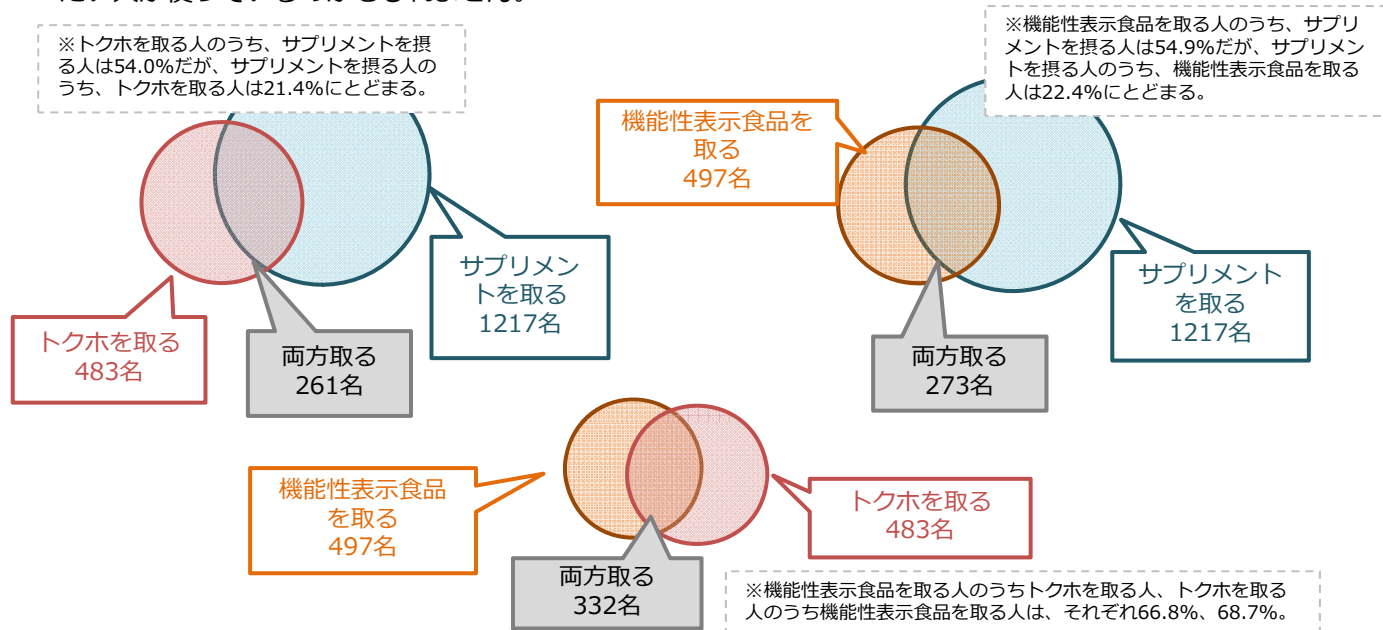 ※トクホを取る人のうち、サプリメントを摂
る人は54.0%だが、サプリメントを摂る人の
うち、トクホを取る人は21.4%にとどまる。
※機能性表示食品を取る人のうち、サプリ
メントを摂る人は54.9%だが、サプリメン
トを摂る人のうち、機能性表示食品を取る
人は22.4%にとどまる。
機能性表示食品を
取る
497名
サプリメン
トを取る
1217名
トクホを取る
483名
両方取る
261名
サプリメント
を取る
1217名
両方取る
273名
機能性表示食品
を取る
497名
トクホを取る
483名
両方取る
332名
※機能性表示食品を取る人のうちトクホを取る人、トクホを取る
人のうち機能性表示食品を取る人は、それぞれ66.8%、68.7%。